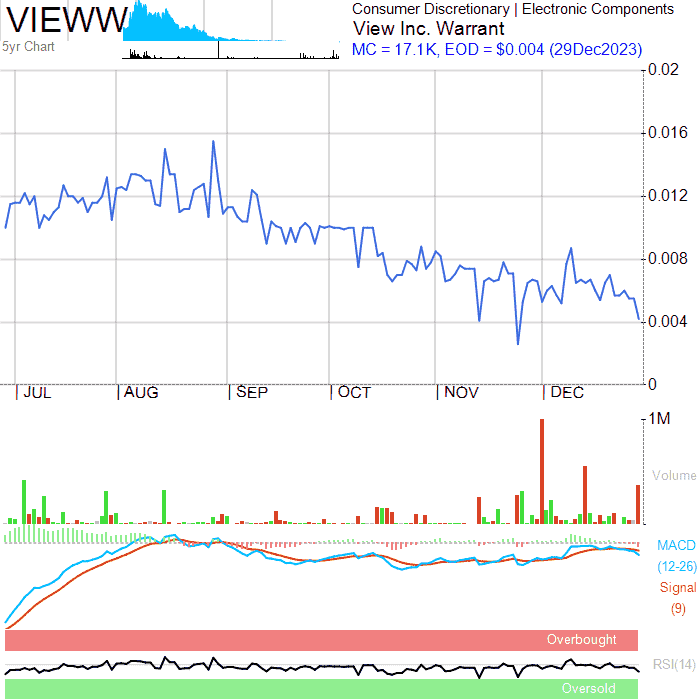 VIEWW
5yr Chart
Consumer Discretionary | Electronic Components
View Inc. Warrant
MC = 17.1K, EOD = $0.004 (29Dec2023)
0.02
0.016
0.012
0.008
0.004
0
JUL AUG SEP OCT NOV DEC
1M
Volume
MACD
(12-26)
Signal
(9)
Overbought
RSI(14)
Oversold